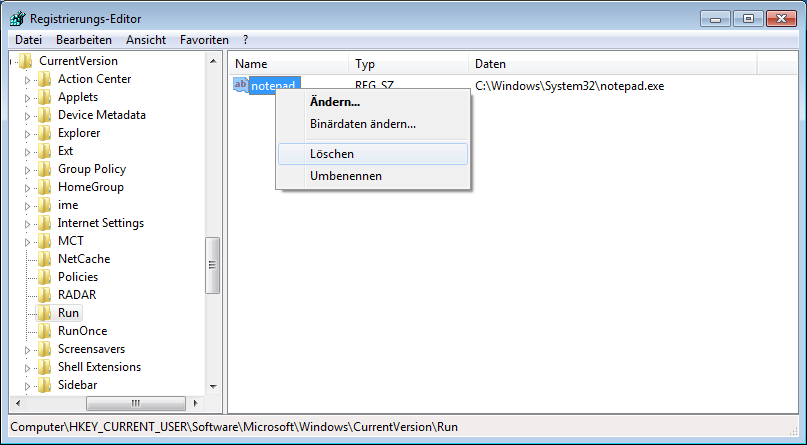 Registrierungs-Editor
Datei Bearbeiten Ansicht Favoriten ?
CurrentVersion
Action Center
Applets
Device Metadata
Explorer
Ext
Group Policy
HomeGroup
ime
Internet Settings
MCT
NetCache
Policies
RADAR
Run
RunOnce
Screensavers
Shell Extensions
Sidebar
Name Typ Daten
ab notepad REG_SZ C:\Windows\System32\notepad.exe
Ändern...
Binärdaten ändern...
Löschen
Umbenennen
Computer\HKEY_CURRENT_USER\Software\Microsoft\Windows\CurrentVersion\Run